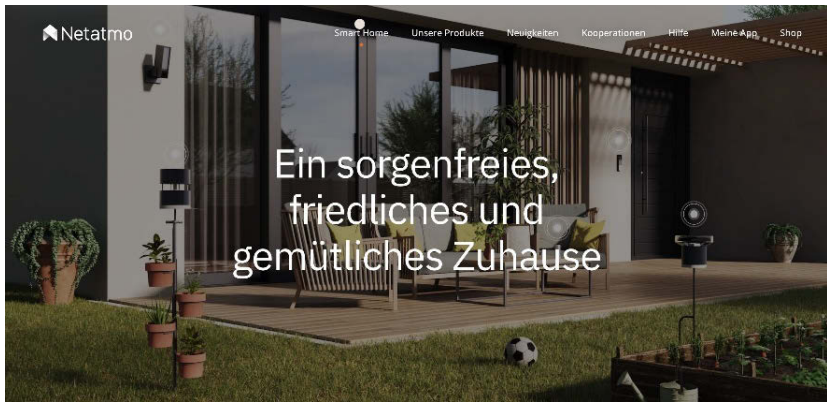 Netatmo
Smart Home Unsere Produkte Neuigkeiten Kooperationen Hilfe Meine App Shop
Ein sorgenfreies,
friedliches und
gemütliches Zuhause